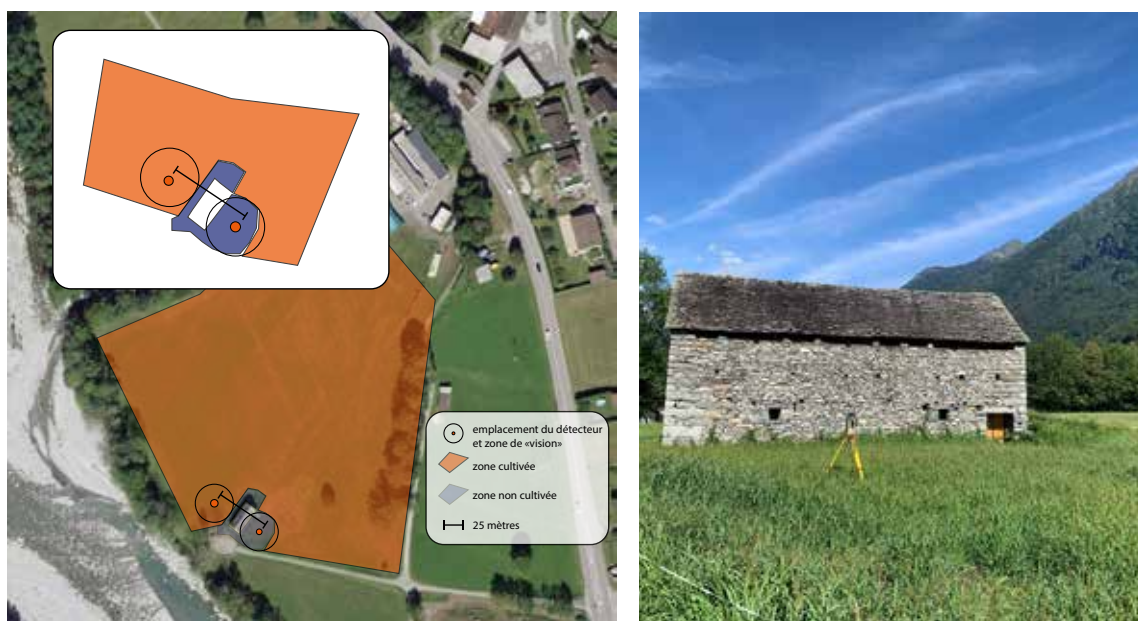 emplacement du détecteur
et zone de «vision»
zone cultivée
zone non cultivée
25 mètres